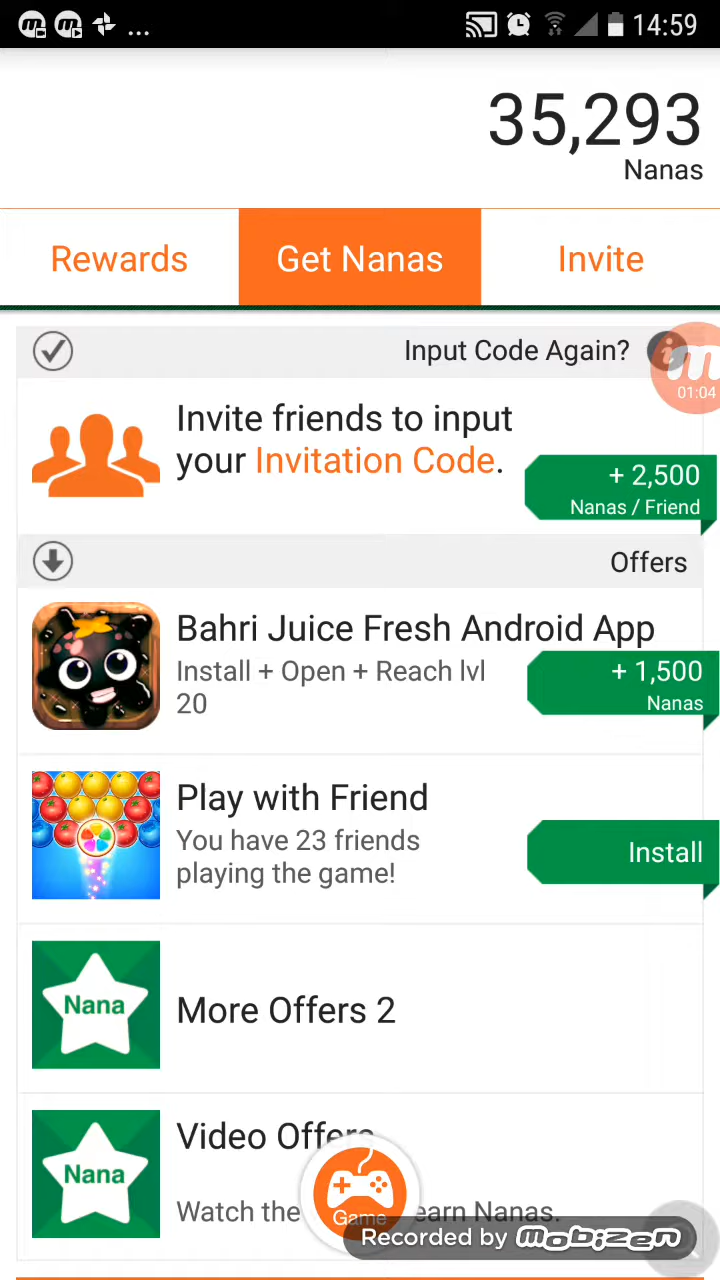 ...
14:59
35,293
Nanas
Rewards
Get Nanas
Invite
Input Code Again?
01:04
Invite friends to input
your Invitation Code.
+ 2,500
Nanas / Friend
Offers
Bahri Juice Fresh Android App
Install + Open + Reach lvl
20
+ 1,500
Nanas
Play with Friend
You have 23 friends
playing the game!
Install
Nana
More Offers 2
Nana
Video Offers
Watch the
earn Nanas.
Game
Recorded by mobizen